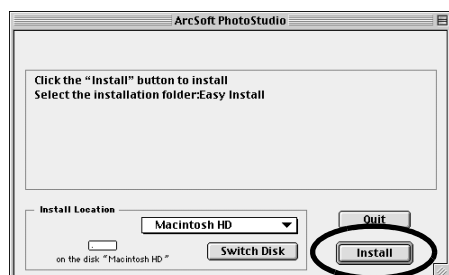 ArcSoft PhotoStudio
Click the “Install” button to install
Select the installation folder:Easy Install
Install Location
Macintosh HD
on the disk “Macintosh HD”
Switch Disk
Quit
Install